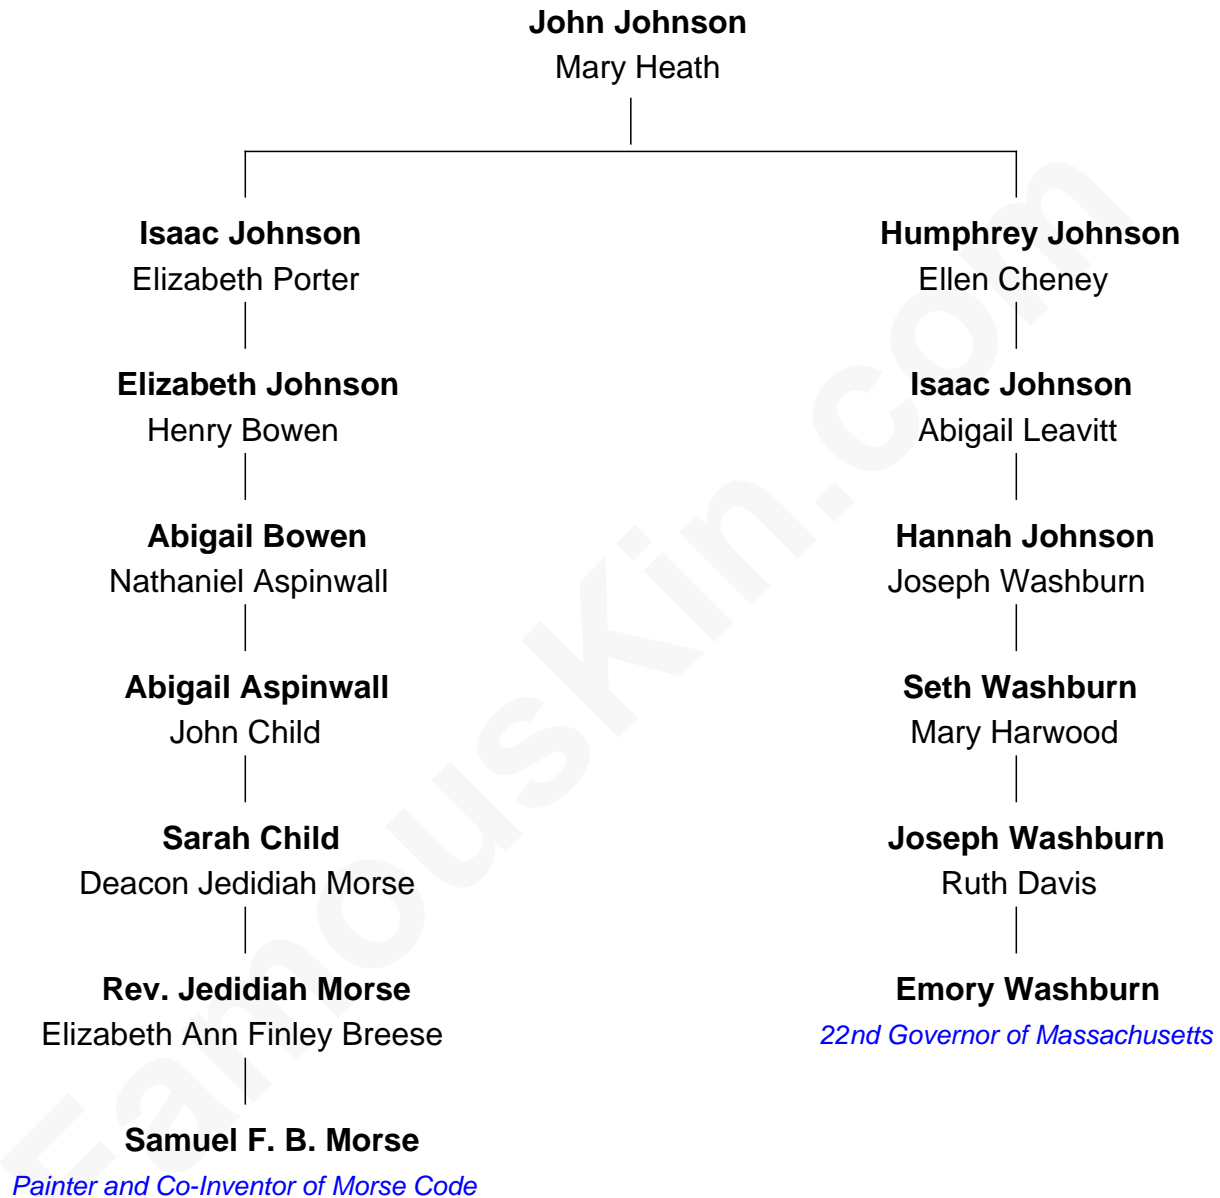 John Johnson
Mary Heath
Isaac Johnson
Elizabeth Porter
Humphrey Johnson
Ellen Cheney
Elizabeth Johnson
Henry Bowen
Isaac Johnson
Abigail Leavitt
Abigail Bowen
Nathaniel Aspinwall
Hannah Johnson
Joseph Washburn
Abigail Aspinwall
John Child
Seth Washburn
Mary Harwood
Sarah Child
Deacon Jedidiah Morse
Joseph Washburn
Ruth Davis
Rev. Jedidiah Morse
Elizabeth Ann Finley Breese
Emory Washburn
22nd Governor of Massachusetts
Samuel F. B. Morse
Painter and Co-Inventor of Morse Code
FamousKin.com